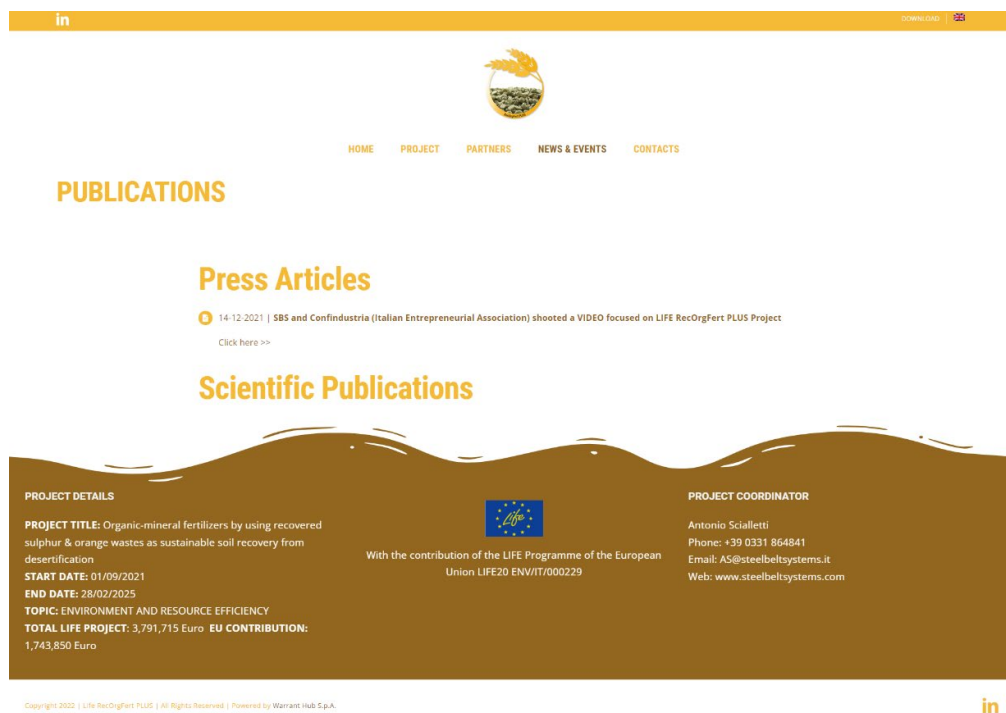 in
DOWNLOAD
HOME PROJECT PARTNERS NEWS & EVENTS CONTACTS
PUBLICATIONS
Press Articles
14-12-2021 | SBS and Confindustria (Italian Entrepreneurial Association) shooted a VIDEO focused on LIFE RecOrgFert PLUS Project
Click here >>
Scientific Publications
PROJECT DETAILS
PROJECT TITLE: Organic-mineral fertilizers by using recovered
sulphur & orange wastes as sustainable soil recovery from
desertification
START DATE: 01/09/2021
END DATE: 28/02/2025
TOPIC: ENVIRONMENT AND RESOURCE EFFICIENCY
TOTAL LIFE PROJECT: 3,791,715 Euro EU CONTRIBUTION:
1,743,850 Euro
Life
With the contribution of the LIFE Programme of the European
Union LIFE20 ENV/IT/000229
PROJECT COORDINATOR
Antonio Scialletti
Phone: +39 0331 864841
Email: AS@steelbeltsystems.it
Web: www.steelbeltsystems.com
Copyright 2022 | Life RecOrgFert PLUS | All Rights Reserved | Powered by Warrant Hub S.p.A.
in